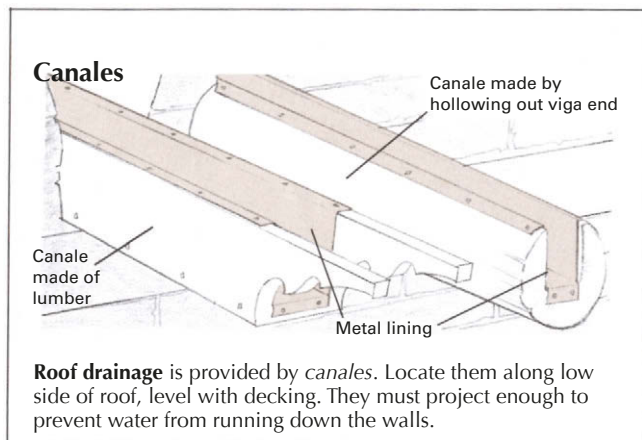 Canales
Canale made by
hollowing out viga end
Canale
made of
lumber
Metal lining
Roof drainage is provided by canales. Locate them along low
side of roof, level with decking. They must project enough to
prevent water from running down the walls.